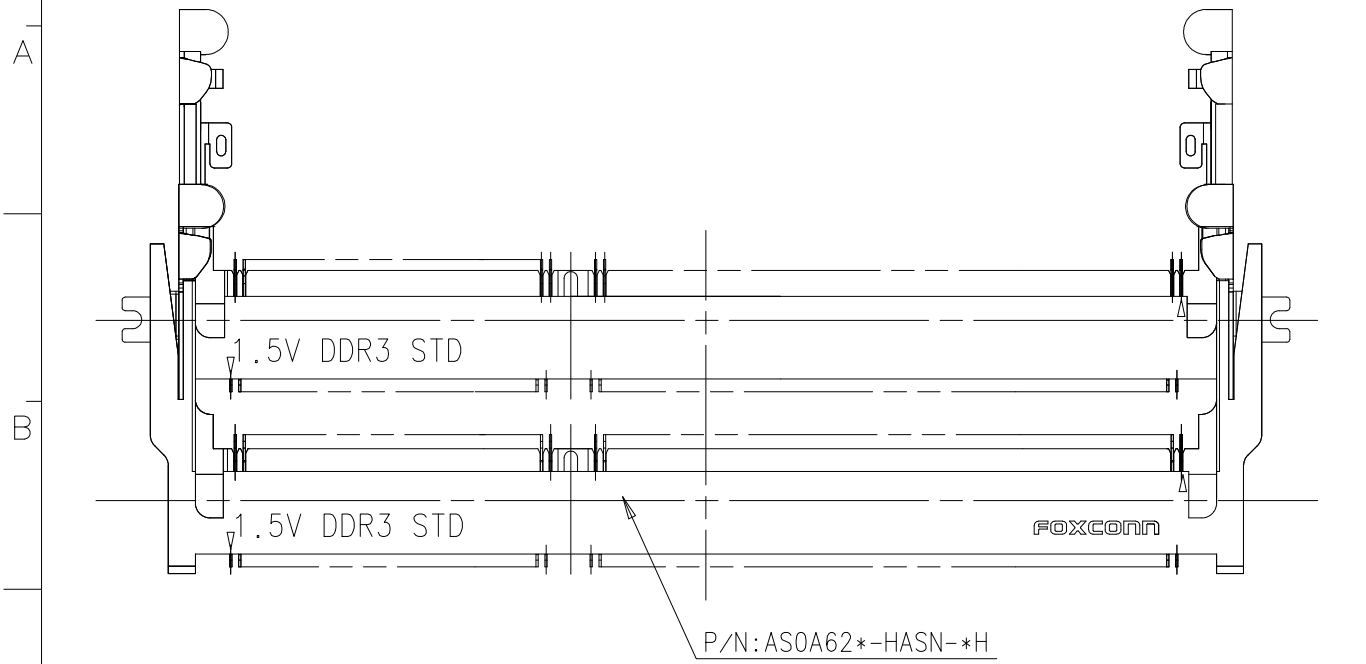 A
1.5V DDR3 STD
B
1.5V DDR3 STD
FOXCONN
P/N:AS0A62*-HASN-*H